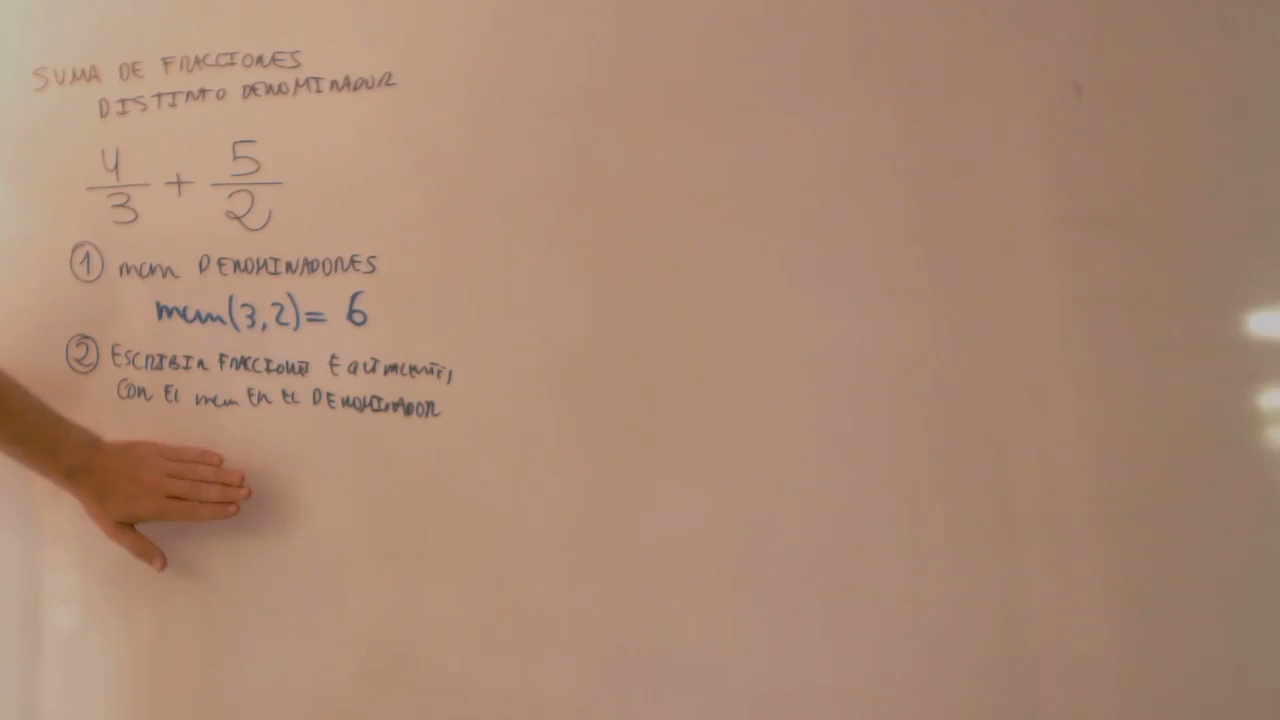 SUMA DE FRACCIONES
DISTINTO DENOMINADOR
4/3 + 5/2
① mcm DENOMINADORES
mcm(3,2)= 6
② ESCRIBIR FRACCIONES EQUIVALENTES,
CON EL mcm EN EL DENOMINADOR